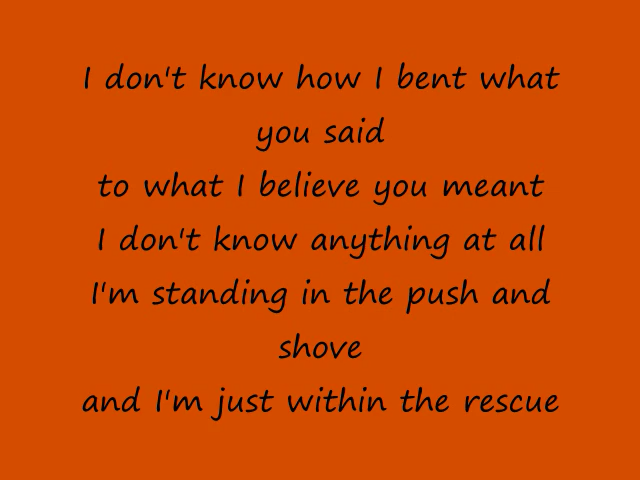 I don't know how I bent what
you said
to what I believe you meant
I don't know anything at all
I'm standing in the push and
shove
and I'm just within the rescue